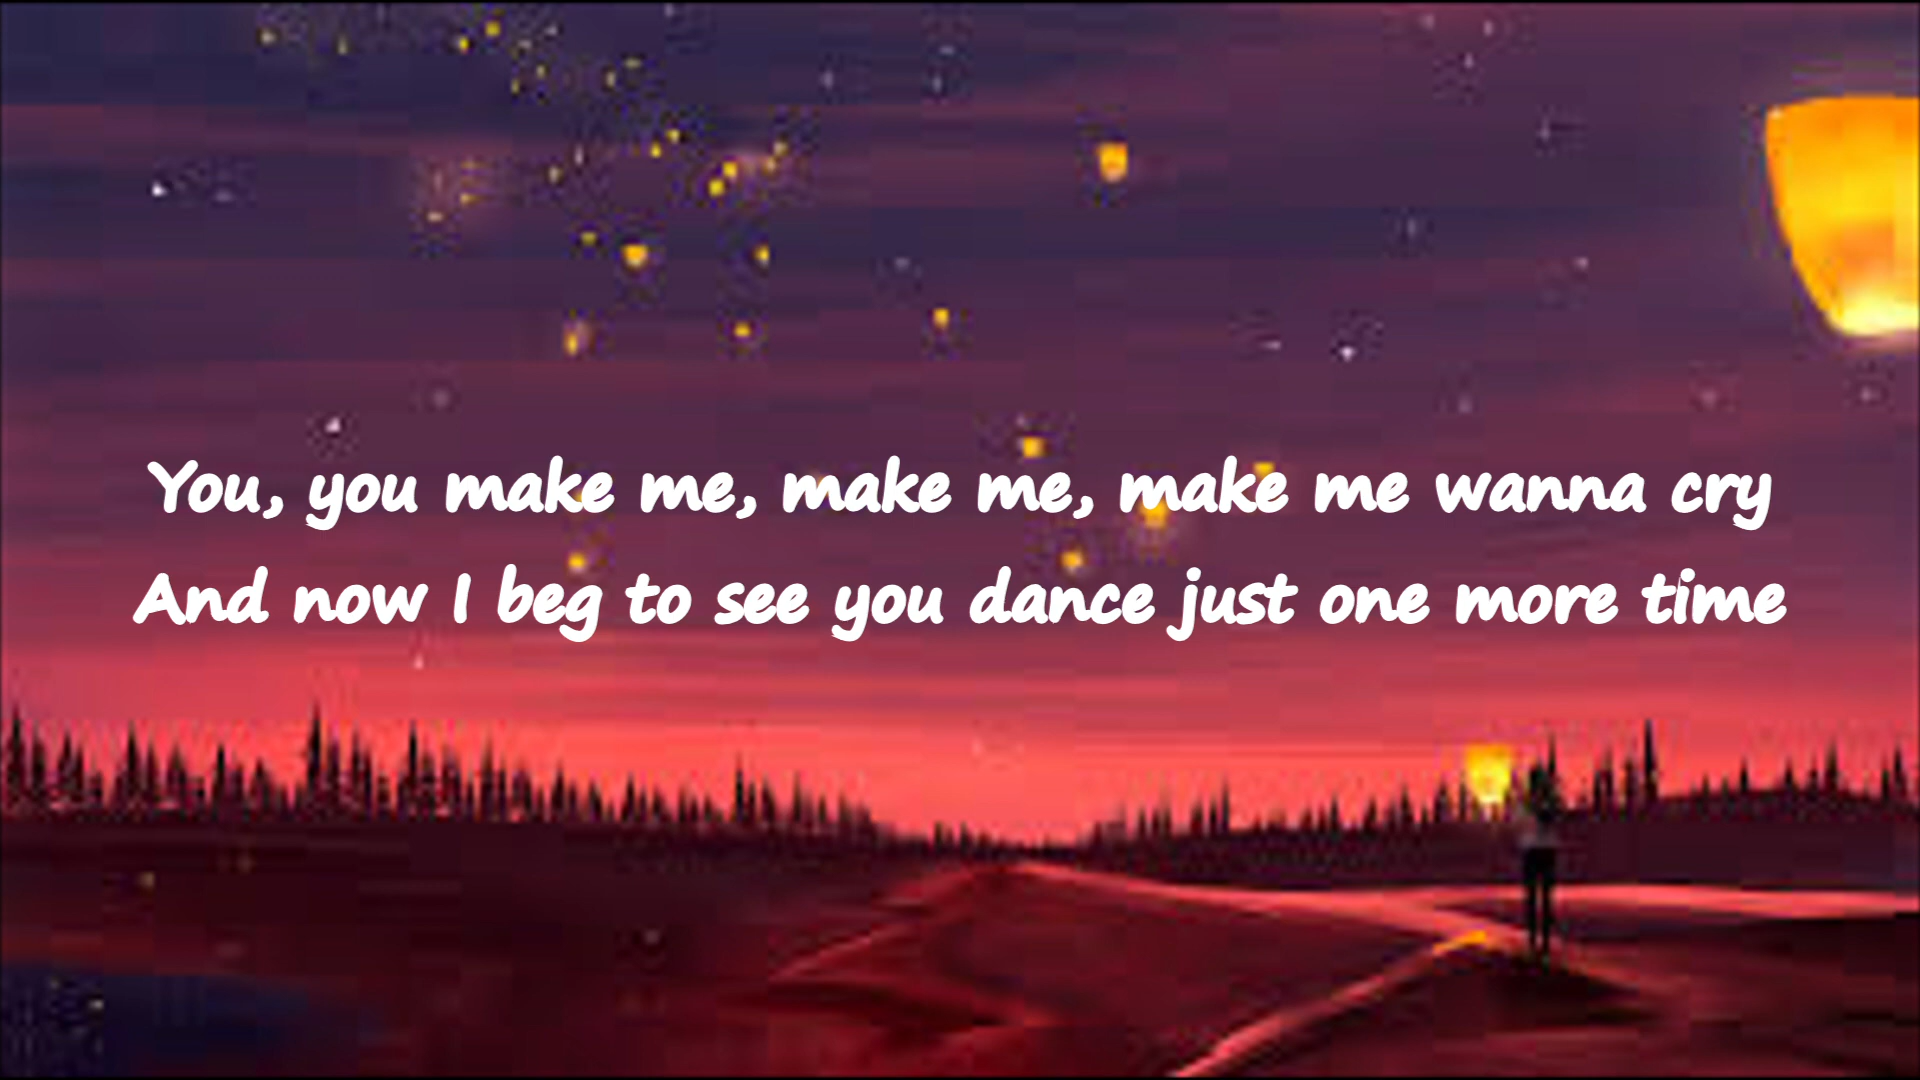 You, you make me, make me, make me wanna cry
And now I beg to see you dance just one more time